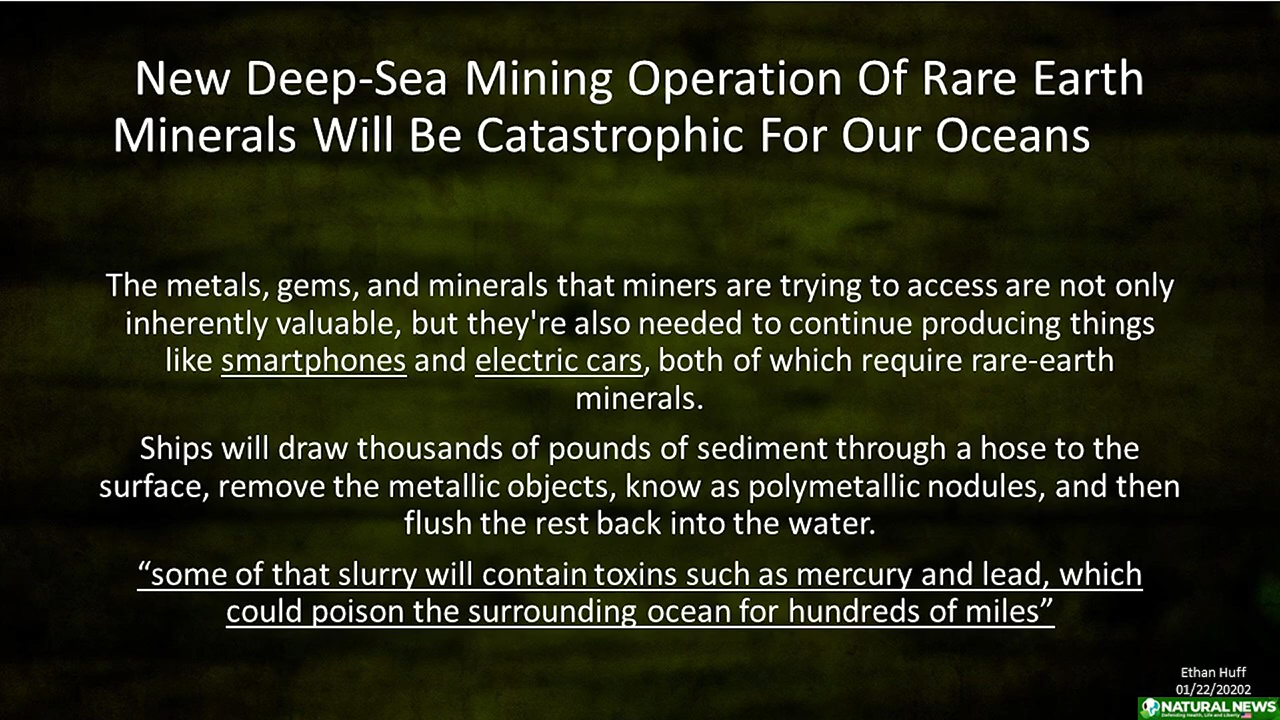 New Deep-Sea Mining Operation Of Rare Earth
Minerals Will Be Catastrophic For Our Oceans
The metals, gems, and minerals that miners are trying to access are not only
inherently valuable, but they're also needed to continue producing things
like smartphones and electric cars, both of which require rare-earth
minerals.
Ships will draw thousands of pounds of sediment through a hose to the
surface, remove the metallic objects, know as polymetallic nodules, and then
flush the rest back into the water.
“some of that slurry will contain toxins such as mercury and lead, which
could poison the surrounding ocean for hundreds of miles”
Ethan Huff
01/22/20202
NATURAL NEWS
Defending Health, Life and Liberty